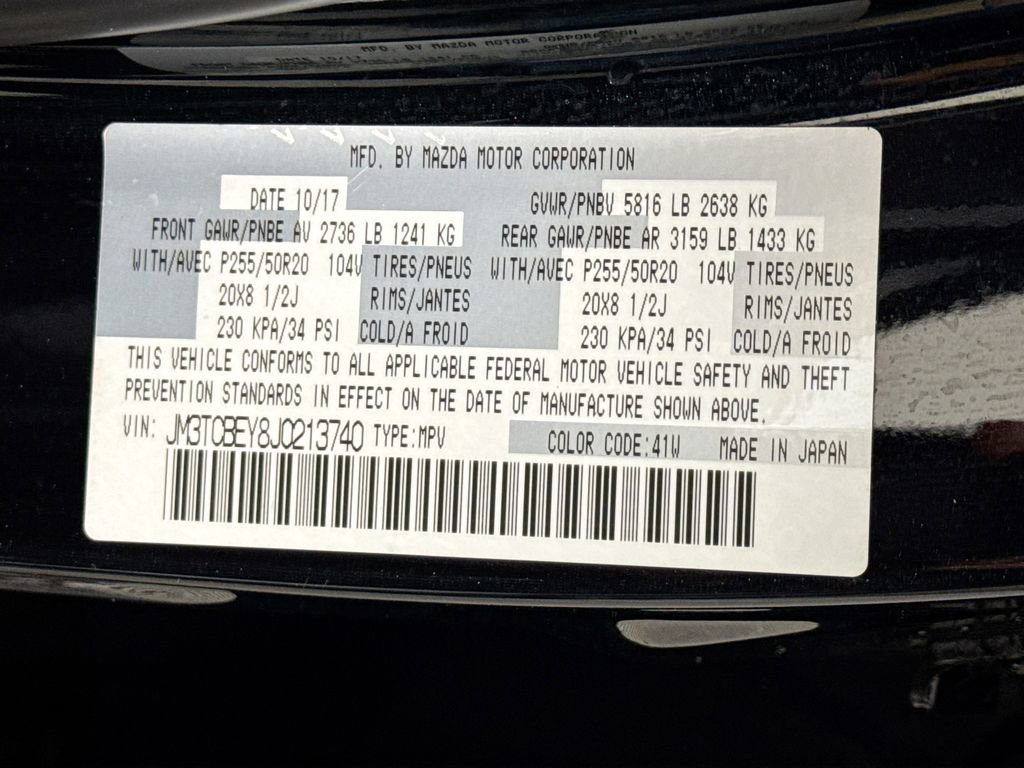 MFD. BY MAZDA MOTOR CORPORATION
DATE 10/17 GVWR/PNBV 5816 LB 2638 KG
FRONT GAWR/PNBE AV 2736 LB 1241 KG REAR GAWR/PNBE AR 3159 LB 1433 KG
WITH/AVEC P255/50R20 104V TIRES/PNEUS WITH/AVEC P255/50R20 104V TIRES/PNEUS
20X8 1/2J RIMS/JANTES 20X8 1/2J RIMS/JANTES
230 KPA/34 PSI COLD/A FROID 230 KPA/34 PSI COLD/A FROID
THIS VEHICLE CONFORMS TO ALL APPLICABLE FEDERAL MOTOR VEHICLE SAFETY AND THEFT
PREVENTION STANDARDS IN EFFECT ON THE DATE OF MANUFACTURE SHOWN ABOVE.
VIN: JM3TCBEY8J0213740 TYPE:MPV COLOR CODE:41W MADE IN JAPAN